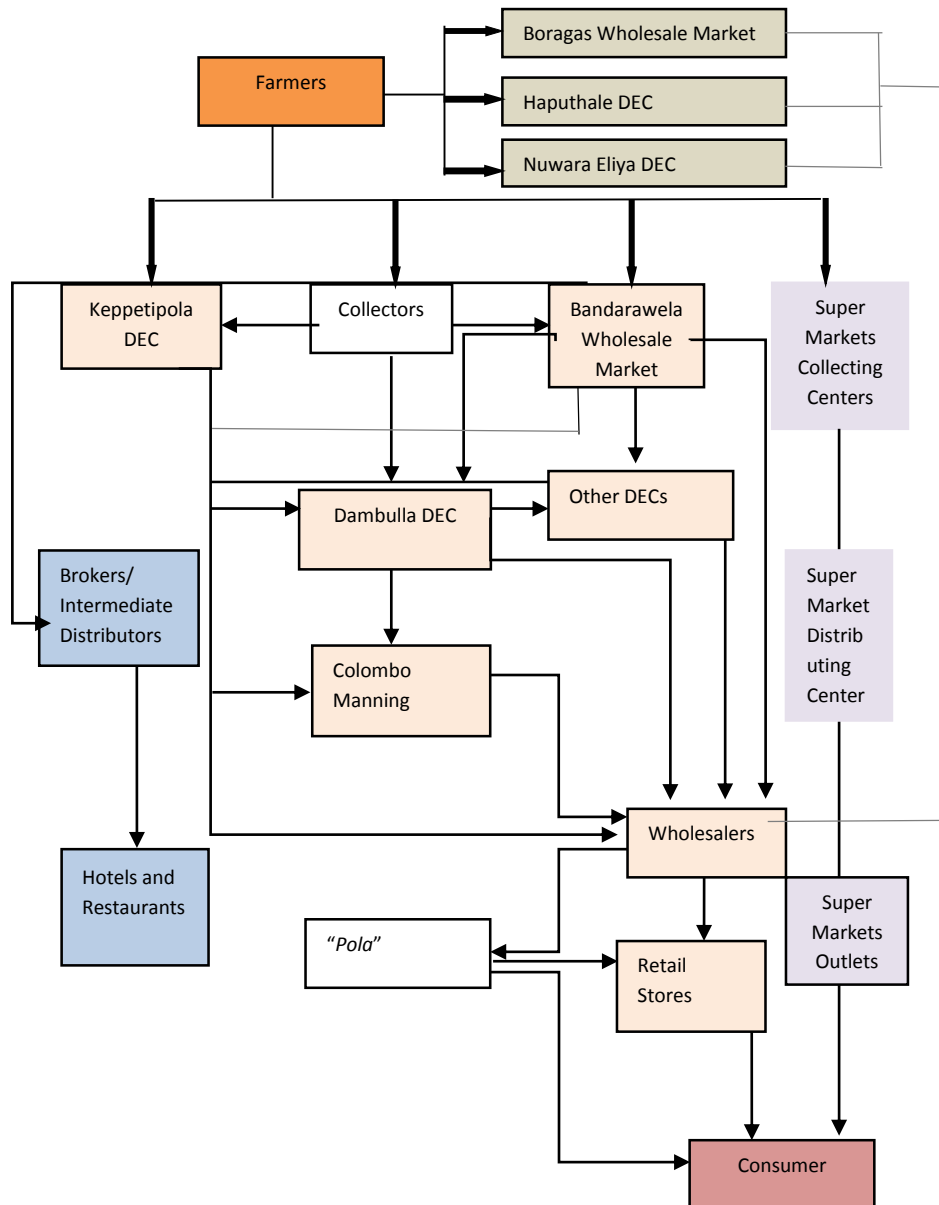 Boragas Wholesale Market
Farmers
Haputhale DEC
Nuwara Eliya DEC
Keppetipola
DEC
Collectors
Bandarawela
Wholesale
Market
Super
Markets
Collecting
Centers
Dambulla DEC
Other DECs
Brokers/
Intermediate
Distributors
Super
Market
Distrib
uting
Center
Colombo
Manning
Wholesalers
Hotels and
Restaurants
Super
Markets
Outlets
“Pola”
Retail
Stores
Consumer